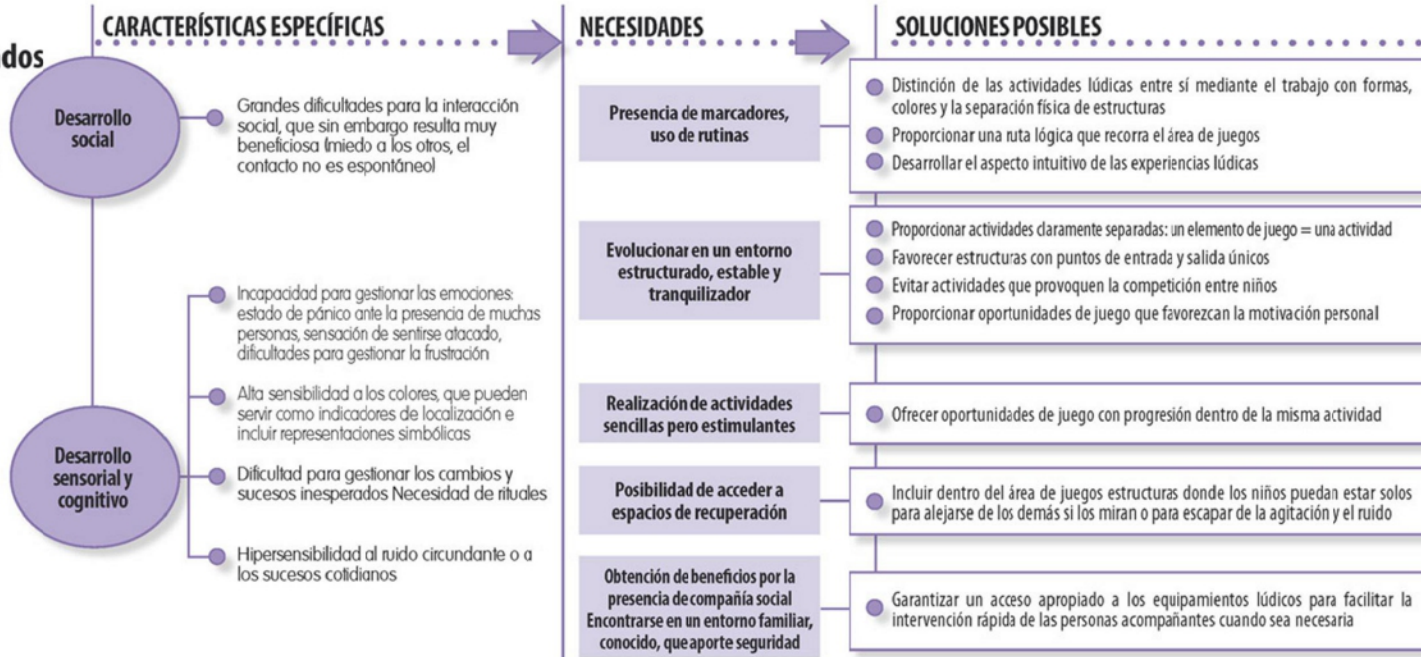 CARACTERÍSTICAS ESPECÍFICAS
NECESIDADES
SOLUCIONES POSIBLES
Desarrollo
social
Grandes dificultades para la interacción
social, que sin embargo resulta muy
beneficiosa (miedo a los otros, el
contacto no es espontáneo)
Desarrollo
sensorial y
cognitivo
Incapacidad para gestionar las emociones:
estado de pánico ante la presencia de muchas
personas, sensación de sentirse atacado,
dificultades para gestionar la frustración
Alta sensibilidad a los colores, que pueden
servir como indicadores de localización e
incluir representaciones simbólicas
Dificultad para gestionar los cambios y
sucesos inesperados Necesidad de rituales
Hipersensibilidad al ruido circundante o a
los sucesos cotidianos
Presencia de marcadores,
uso de rutinas
Distinción de las actividades lúdicas entre sí mediante el trabajo con formas,
colores y la separación física de estructuras
Proporcionar una ruta lógica que recorra el área de juegos
Desarrollar el aspecto intuitivo de las experiencias lúdicas
Evolucionar en un entorno
estructurado, estable y
tranquilizador
Proporcionar actividades claramente separadas: un elemento de juego = una actividad
Favorecer estructuras con puntos de entrada y salida únicos
Evitar actividades que provoquen la competición entre niños
Proporcionar oportunidades de juego que favorezcan la motivación personal
Realización de actividades
sencillas pero estimulantes
Ofrecer oportunidades de juego con progresión dentro de la misma actividad
Posibilidad de acceder a
espacios de recuperación
Incluir dentro del área de juegos estructuras donde los niños puedan estar solos
para alejarse de los demás si los miran o para escapar de la agitación y el ruido
Obtención de beneficios por la
presencia de compañía social
Encontrarse en un entorno familiar,
conocido, que aporte seguridad
Garantizar un acceso apropiado a los equipamientos lúdicos para facilitar la
intervención rápida de las personas acompañantes cuando sea necesaria